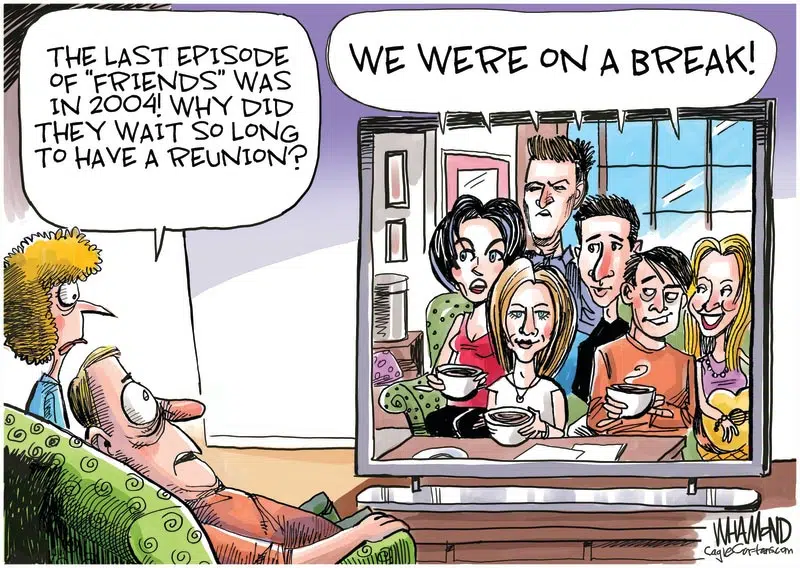 THE LAST EPISODE
OF "FRIENDS" WAS
IN 2004! WHY DID
THEY WAIT SO LONG
TO HAVE A REUNION?
WE WERE ON A BREAK!
WHAMOND
CagleCartoons.com